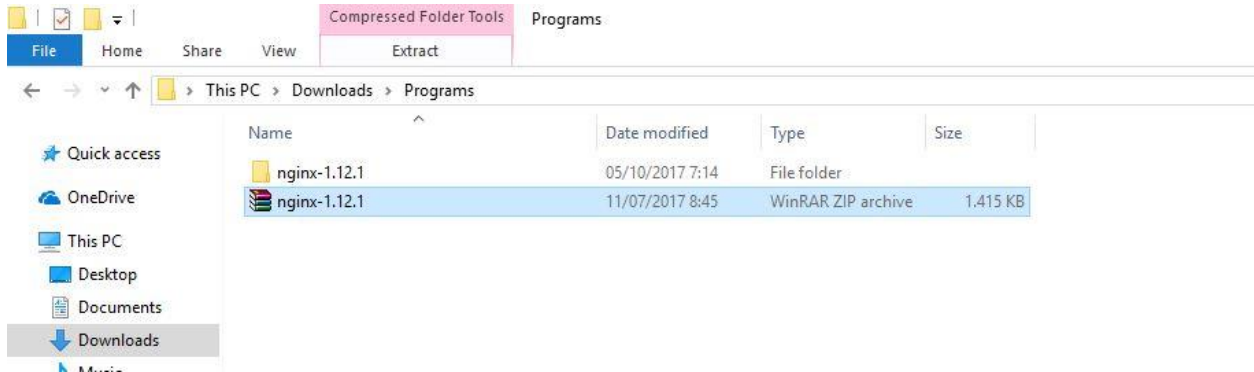 Compressed Folder Tools Programs
File Home Share View Extract
This PC Downloads Programs
Name Date modified Type Size
Quick access
nginx-1.12.1 05/10/2017 7:14 File folder
OneDrive
nginx-1.12.1 11/07/2017 8:45 WinRAR ZIP archive 1.415 KB
This PC
Desktop
Documents
Downloads
Music